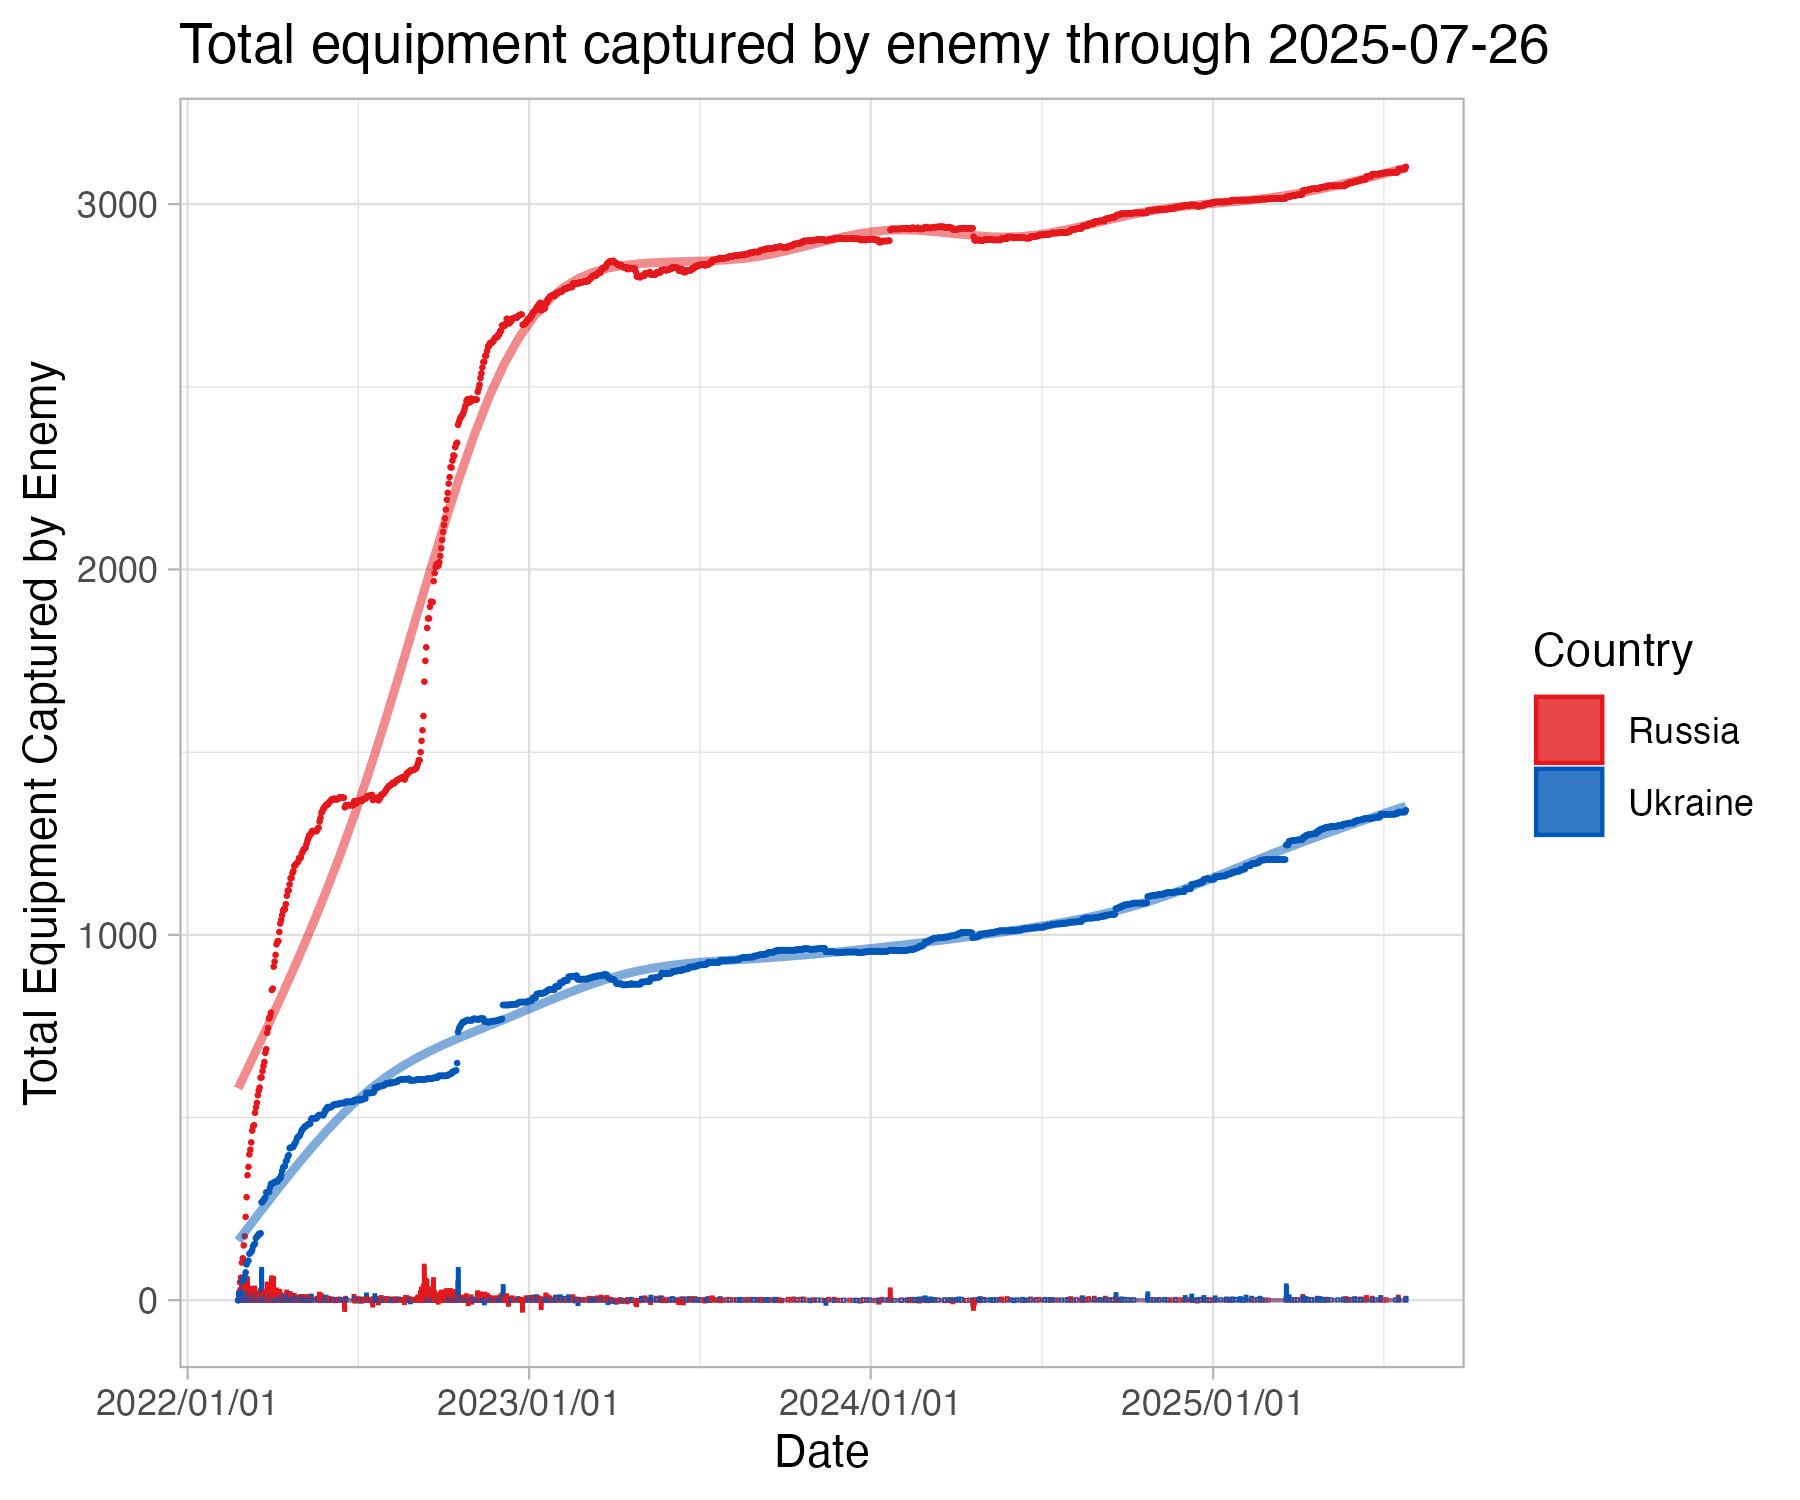 Total equipment captured by enemy through 2025-07-26
Total Equipment Captured by Enemy
3000
2000
1000
0
2022/01/01
2023/01/01
2024/01/01
2025/01/01
Date
Country
Russia
Ukraine